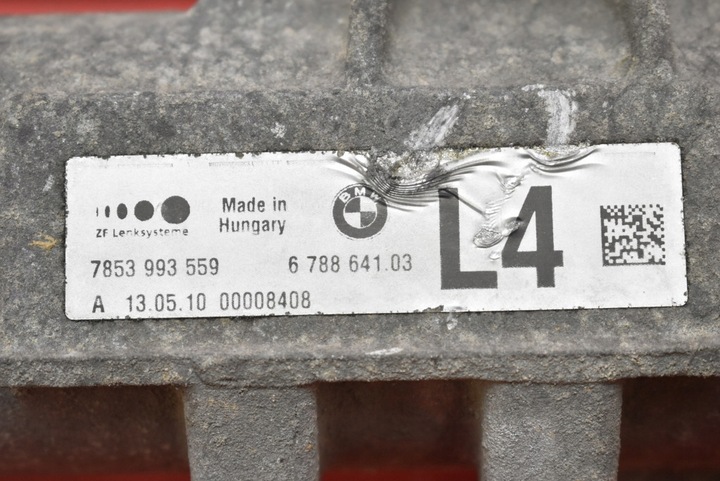 ZF Lenksysteme
Made in
Hungary
BMW
L4
7853 993 559
6 788 641.03
A 13.05.10 00008408